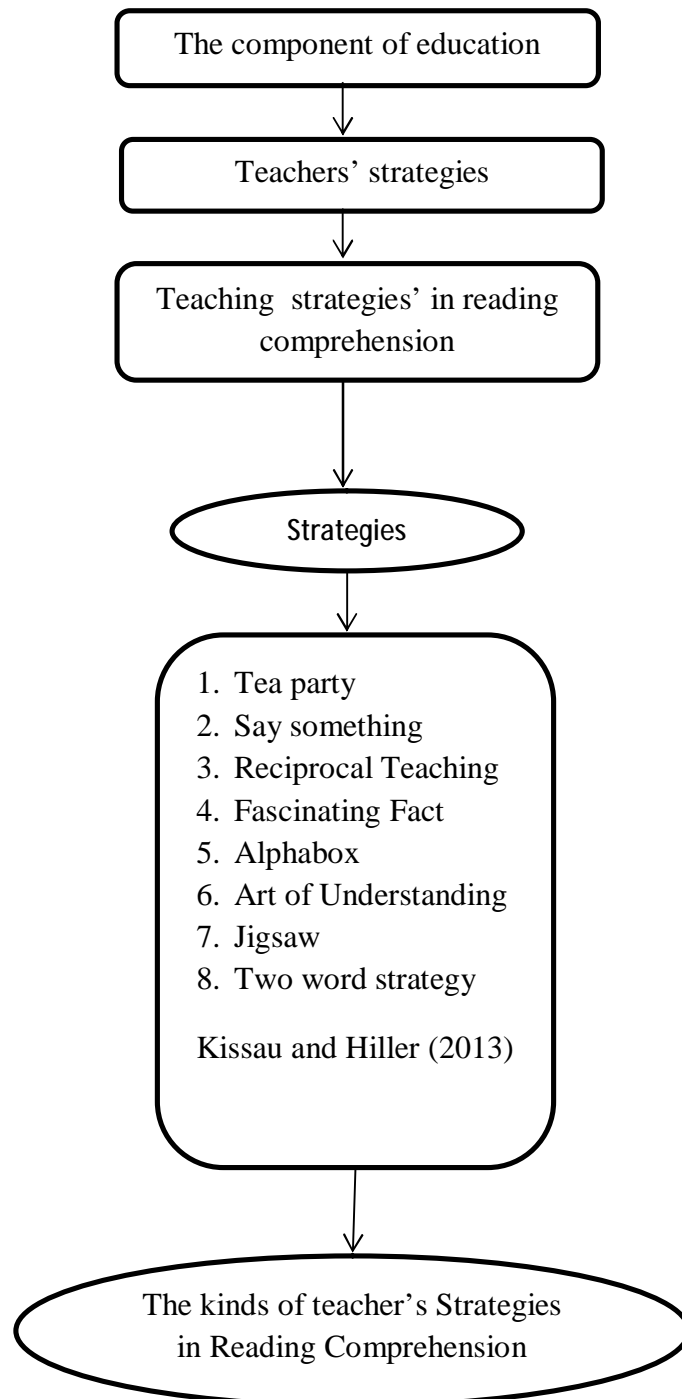 The component of education
Teachers’ strategies
Teaching strategies’ in reading
comprehension
Strategies
1. Tea party
2. Say something
3. Reciprocal Teaching
4. Fascinating Fact
5. Alphabox
6. Art of Understanding
7. Jigsaw
8. Two word strategy
Kissau and Hiller (2013)
The kinds of teacher’s Strategies
in Reading Comprehension